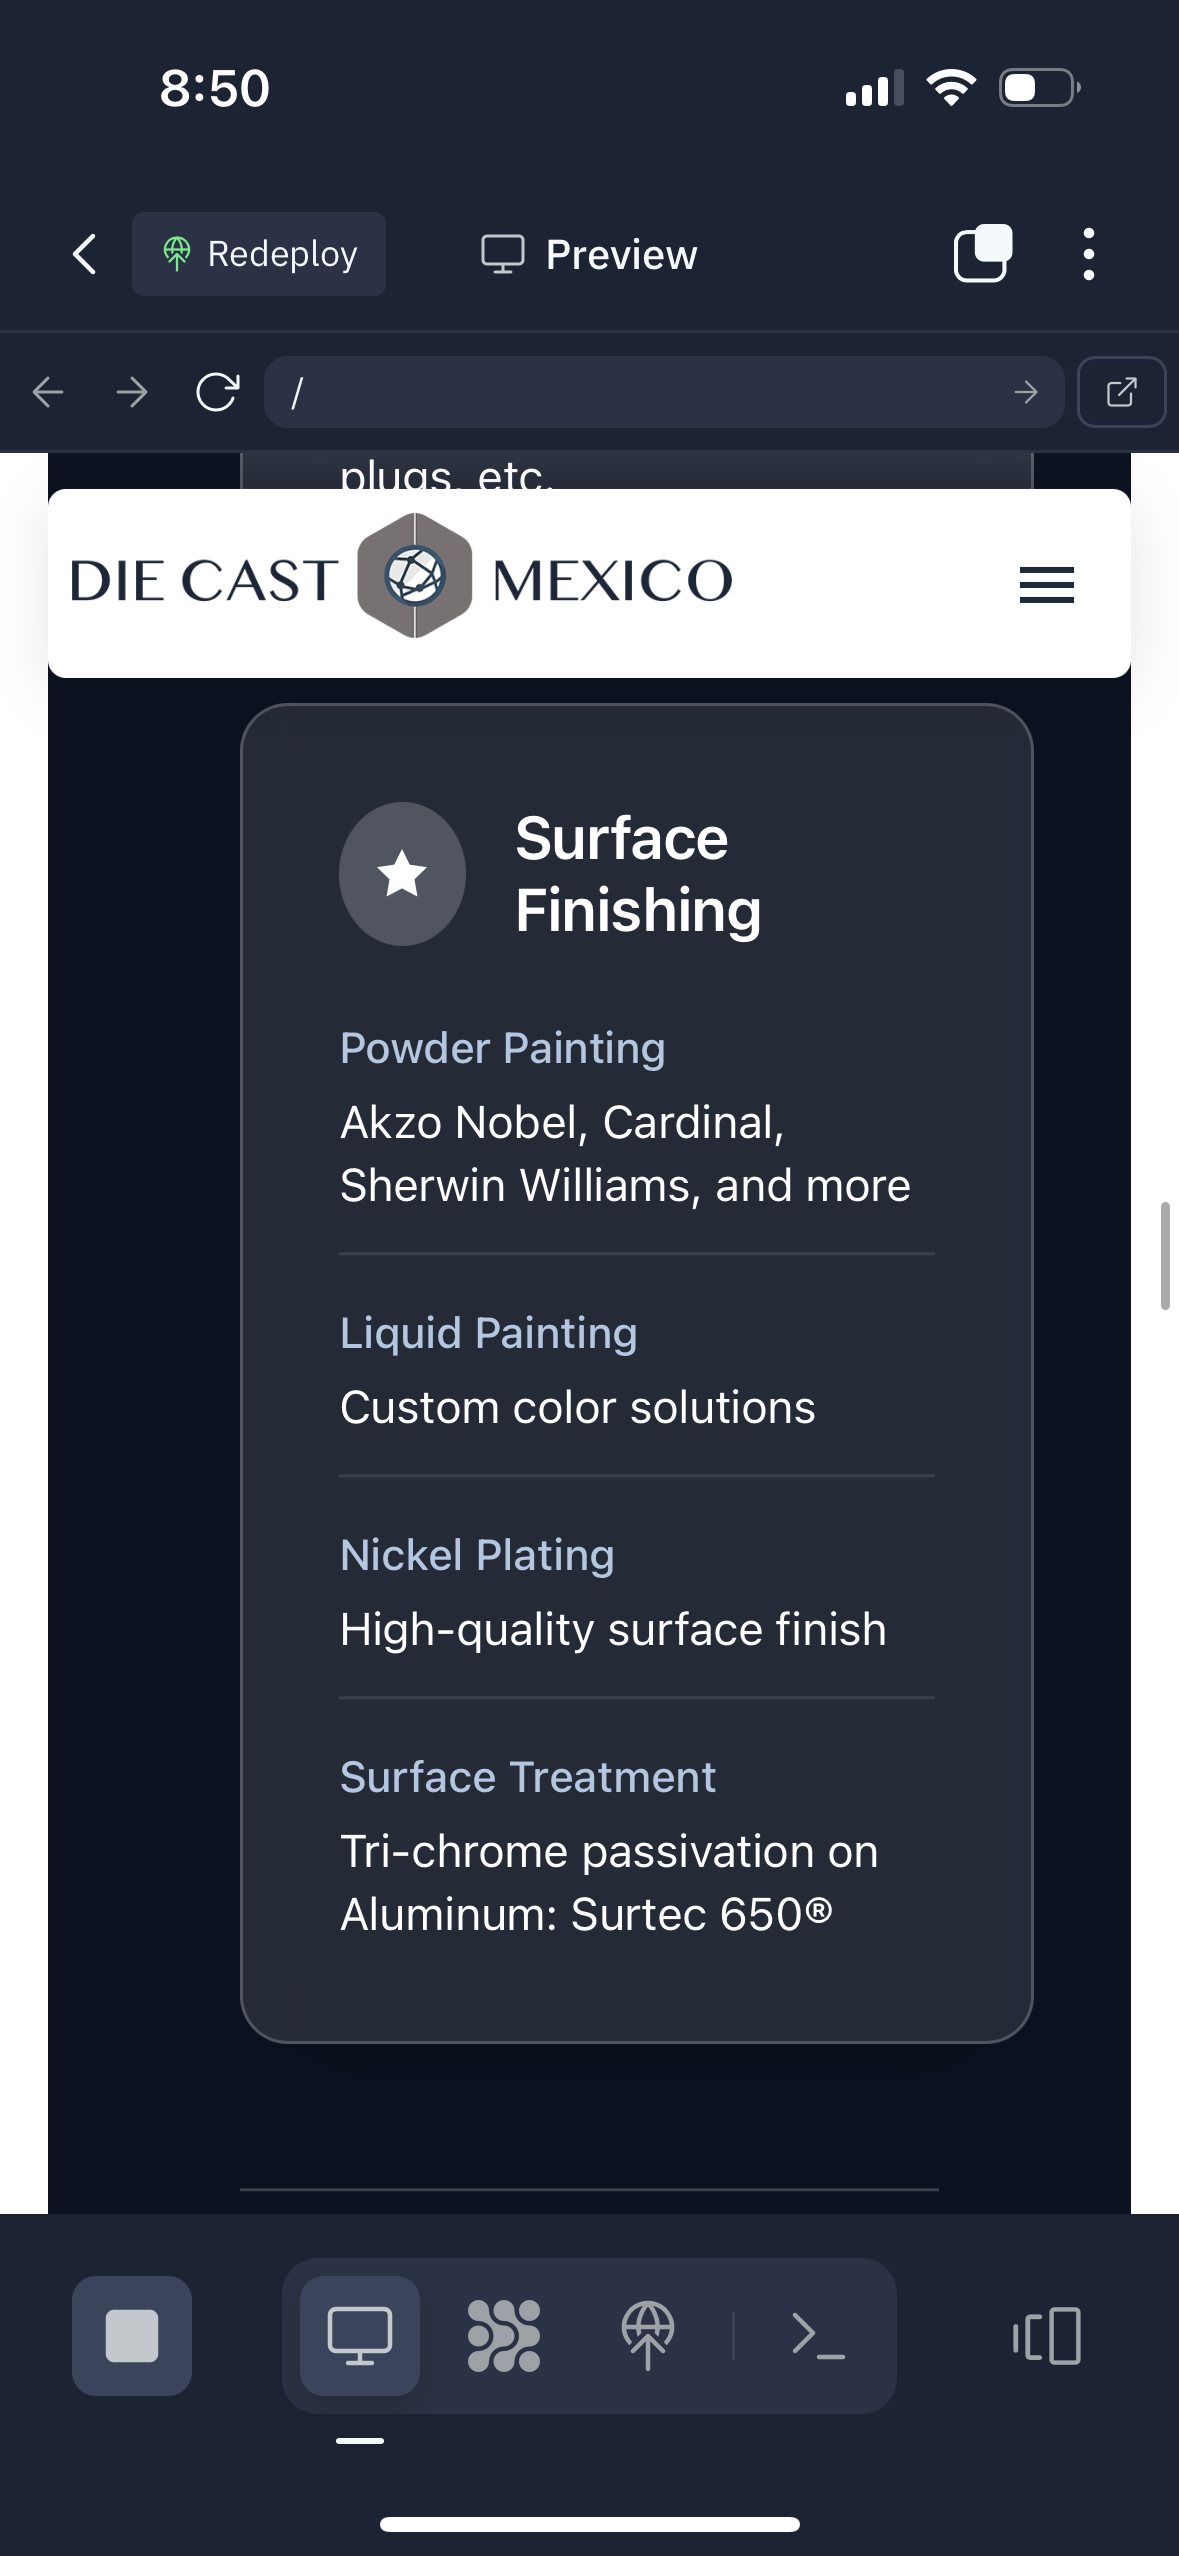 8:50
Redeploy
Preview
/
plugs, etc.
DIE CAST MEXICO
Surface
Finishing
Powder Painting
Akzo Nobel, Cardinal,
Sherwin Williams, and more
Liquid Painting
Custom color solutions
Nickel Plating
High-quality surface finish
Surface Treatment
Tri-chrome passivation on
Aluminum: Surtec 650®